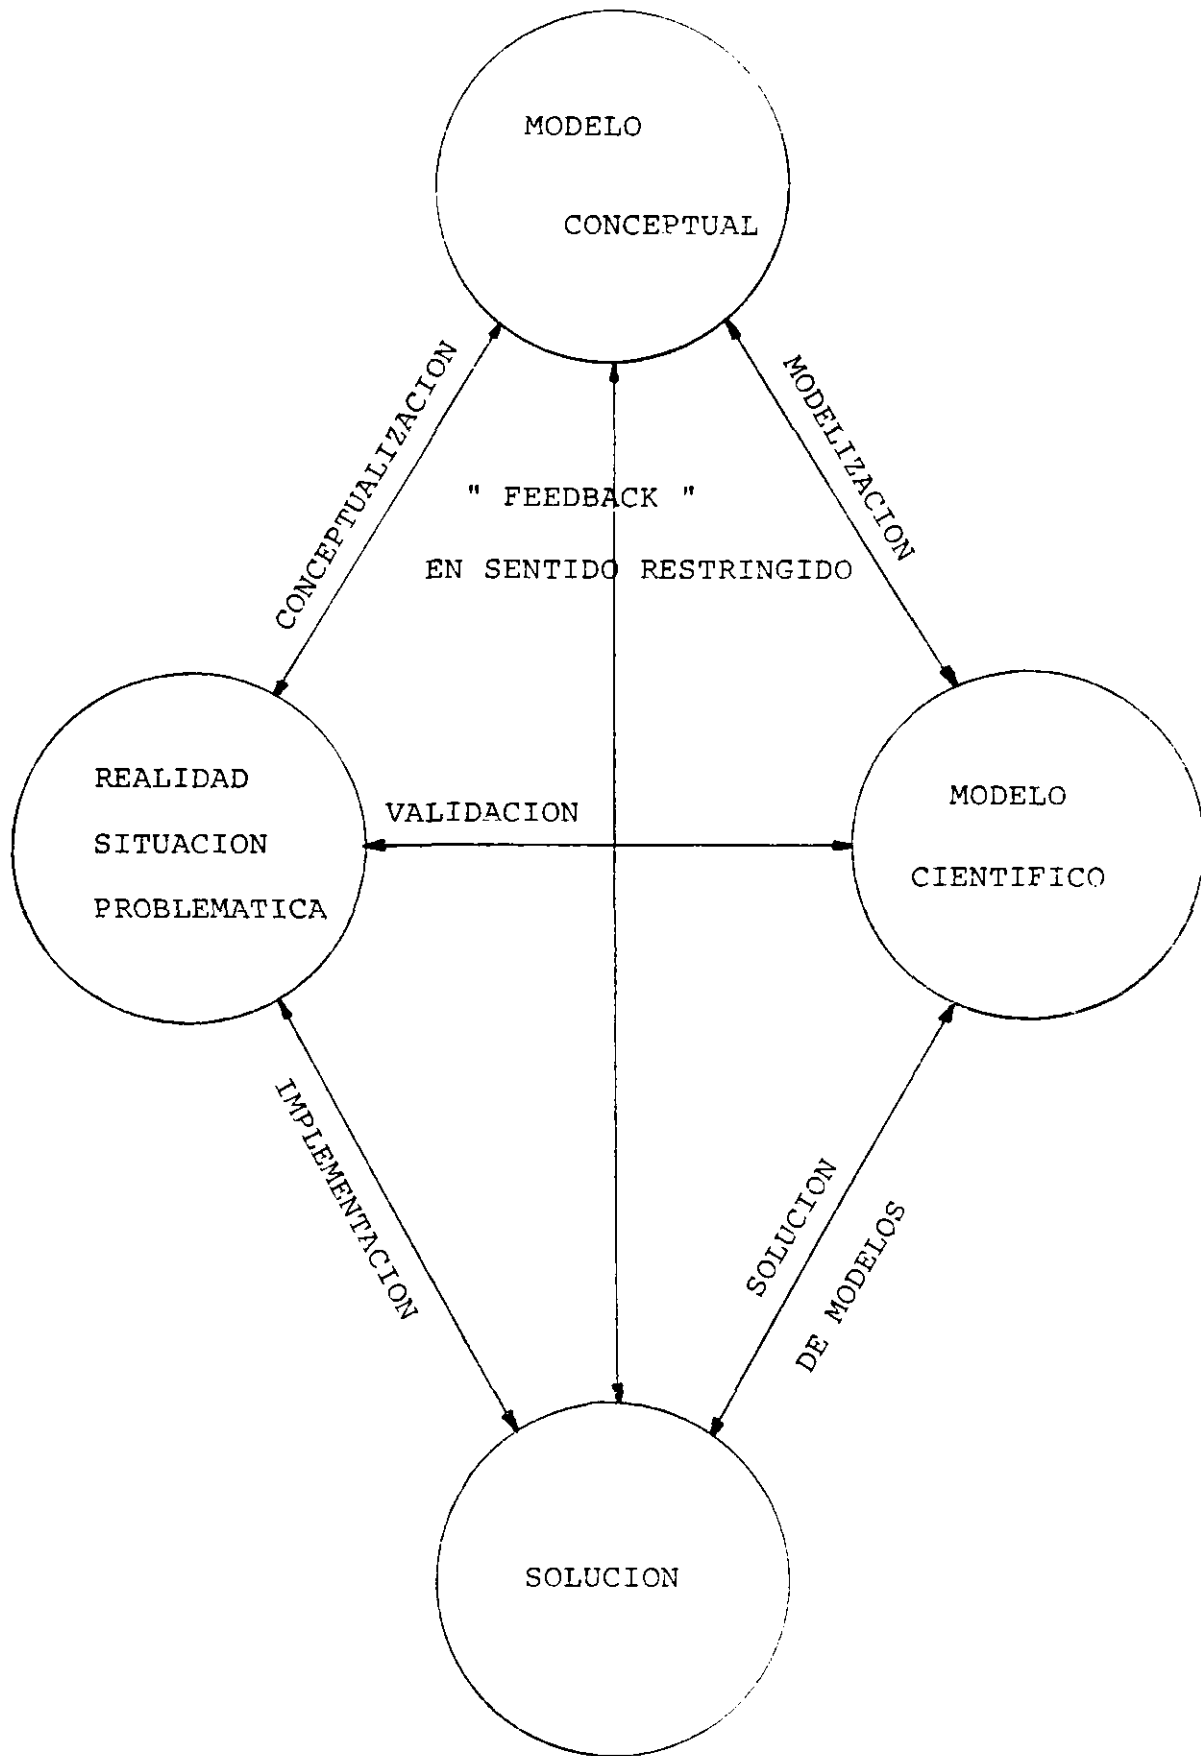 MODELO
CONCEPTUAL
CONCEPTUALIZACION
MODELIZACION
" FEEDBACK "
EN SENTIDO RESTRINGIDO
REALIDAD
SITUACION
PROBLEMATICA
VALIDACION
MODELO
CIENTIFICO
IMPLEMENTACION
SOLUCION
DE MODELOS
SOLUCION